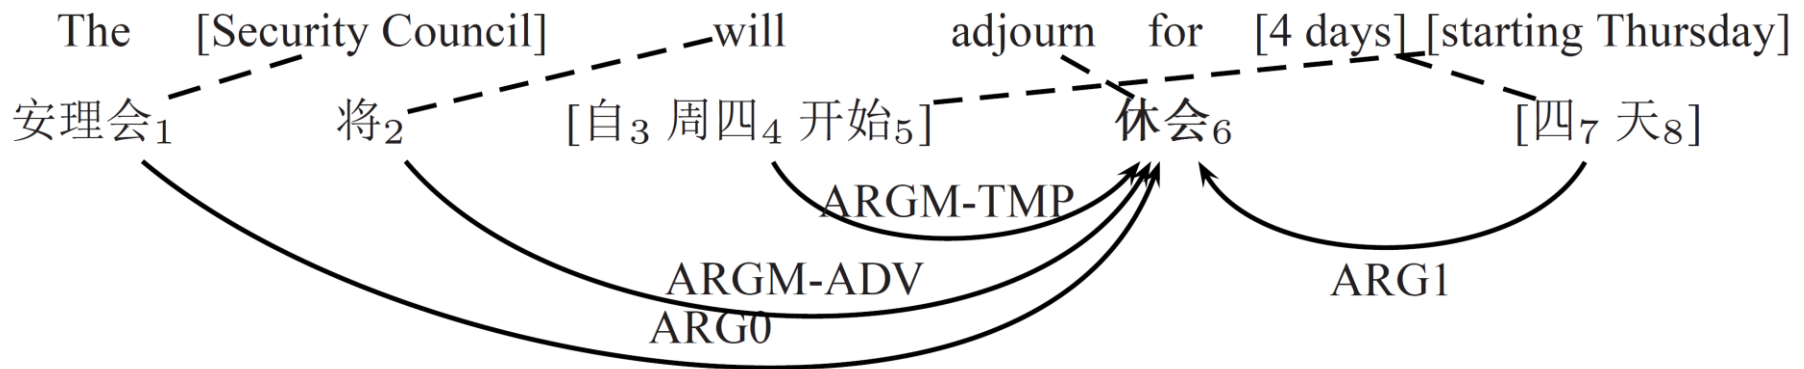 The [Security Council] will adjourn for [4 days] [starting Thursday]
安理会1 将2 [自3 周四4 开始5] 休会6 [四7 天8]
ARGM-TMP
ARGM-ADV ARG1
ARG0